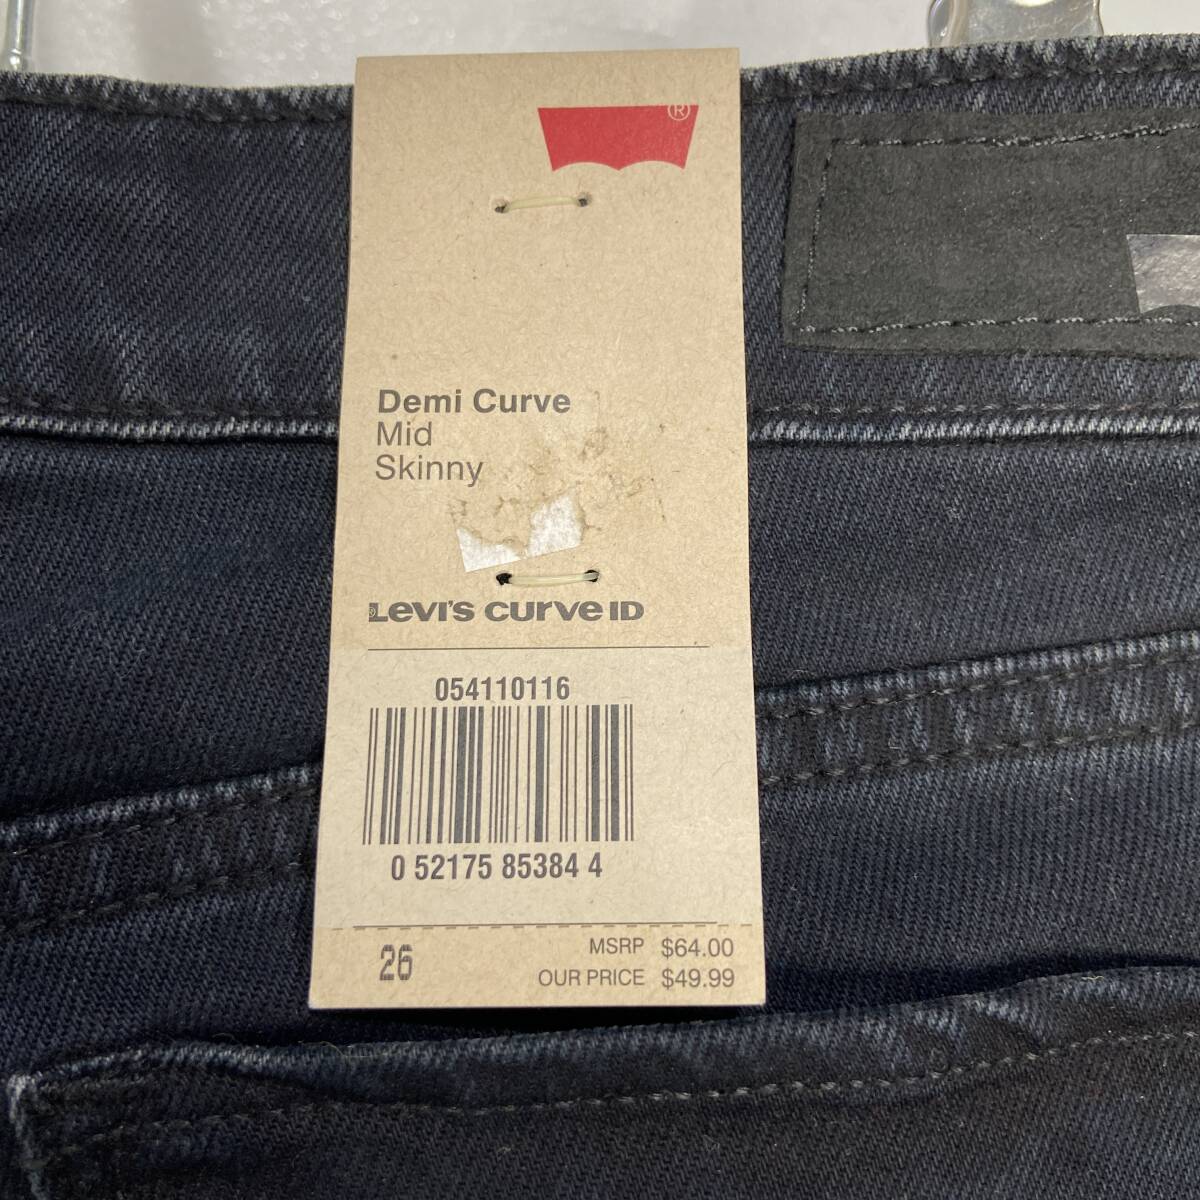 ®
Demi Curve
Mid
Skinny
®Levi's curve ID
054110116
0 52175 85384 4
26
MSRP $64.00
OUR PRICE $49.99